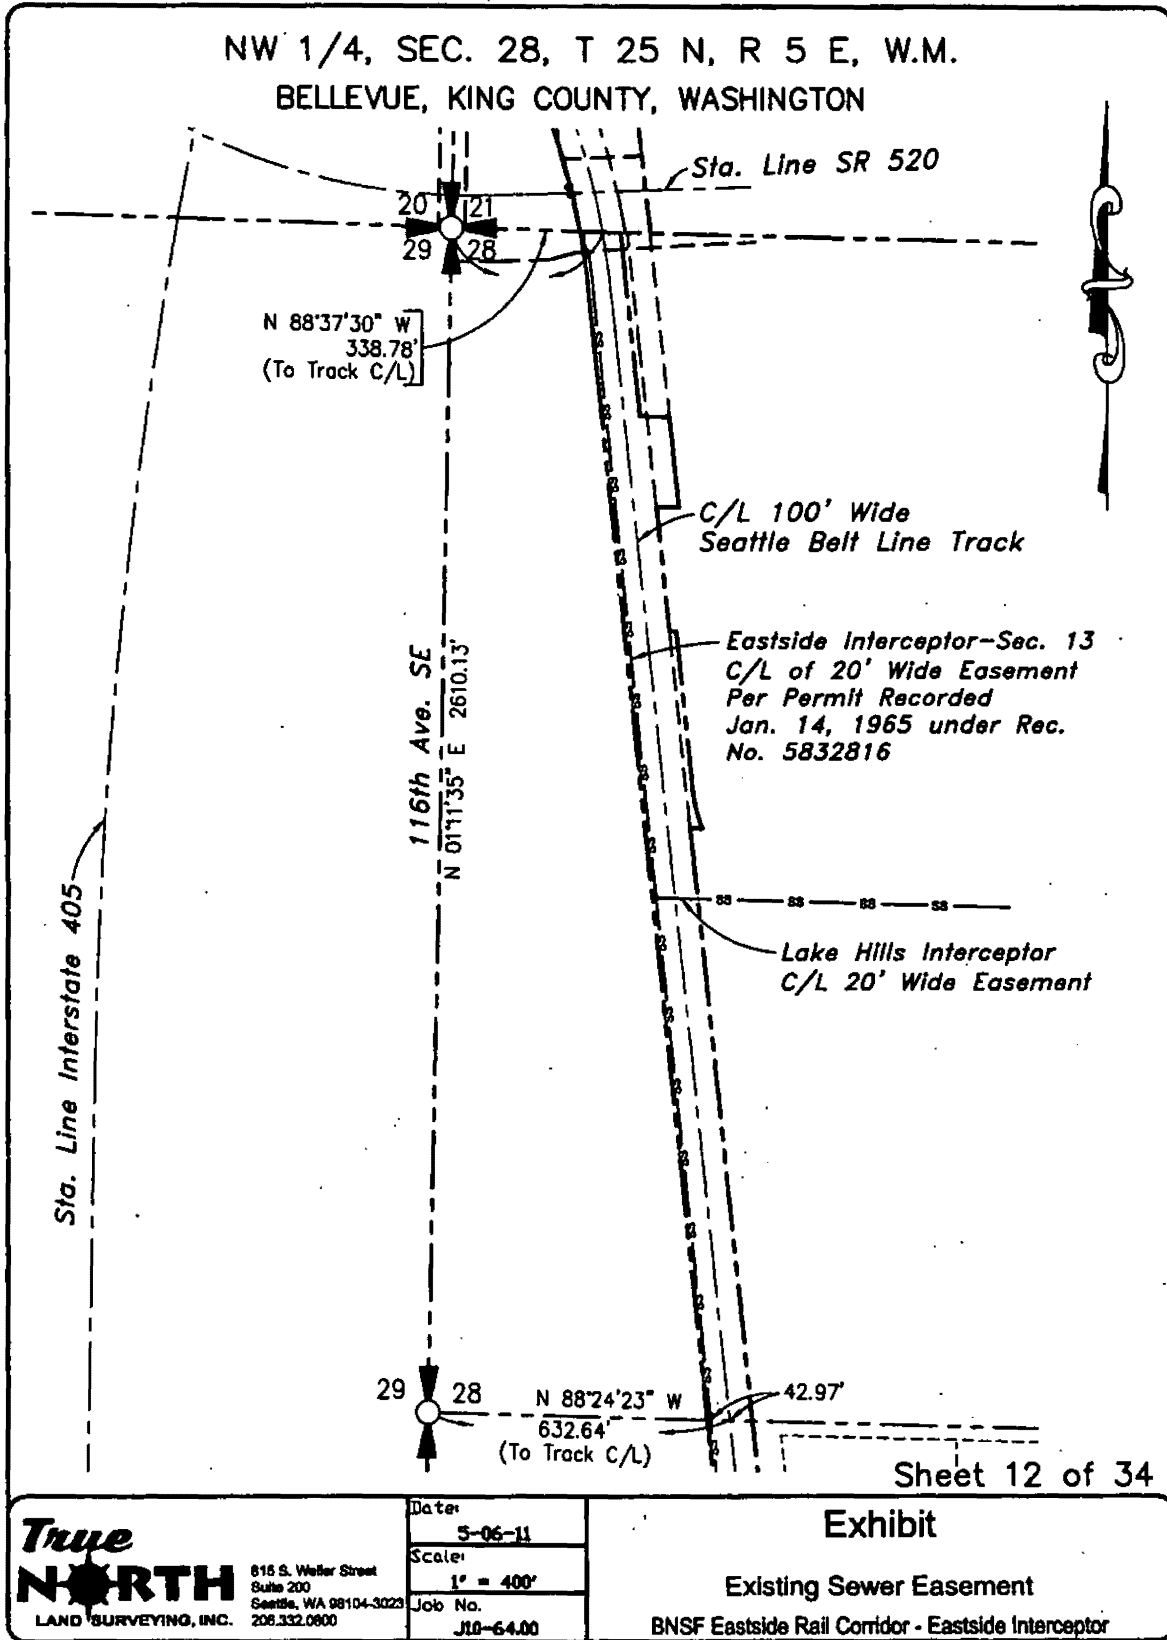 NW 1/4, SEC. 28, T 25 N, R 5 E, W.M.
BELLEVUE, KING COUNTY, WASHINGTON
Sta. Line SR 520
20
21
29
28
N 88°37'30" W
338.78'
(To Track C/L)
C/L 100' Wide
Seattle Belt Line Track
Eastside Interceptor-Sec. 13
C/L of 20' Wide Easement
Per Permit Recorded
Jan. 14, 1965 under Rec.
No. 5832816
116th Ave. SE
N 01°11'35" E 2610.13'
Sta. Line Interstate 405
SS SS SS SS
Lake Hills Interceptor
C/L 20' Wide Easement
29
28
N 88°24'23" W
632.64'
(To Track C/L)
42.97'
Sheet 12 of 34
True
NORTH
LAND SURVEYING, INC.
815 S. Weller Street
Suite 200
Seattle, WA 98104-3023
206.332.0800
Date:
5-06-11
Scale:
1" = 400'
Job No.
J10-64.00
Exhibit
Existing Sewer Easement
BNSF Eastside Rail Corridor - Eastside Interceptor